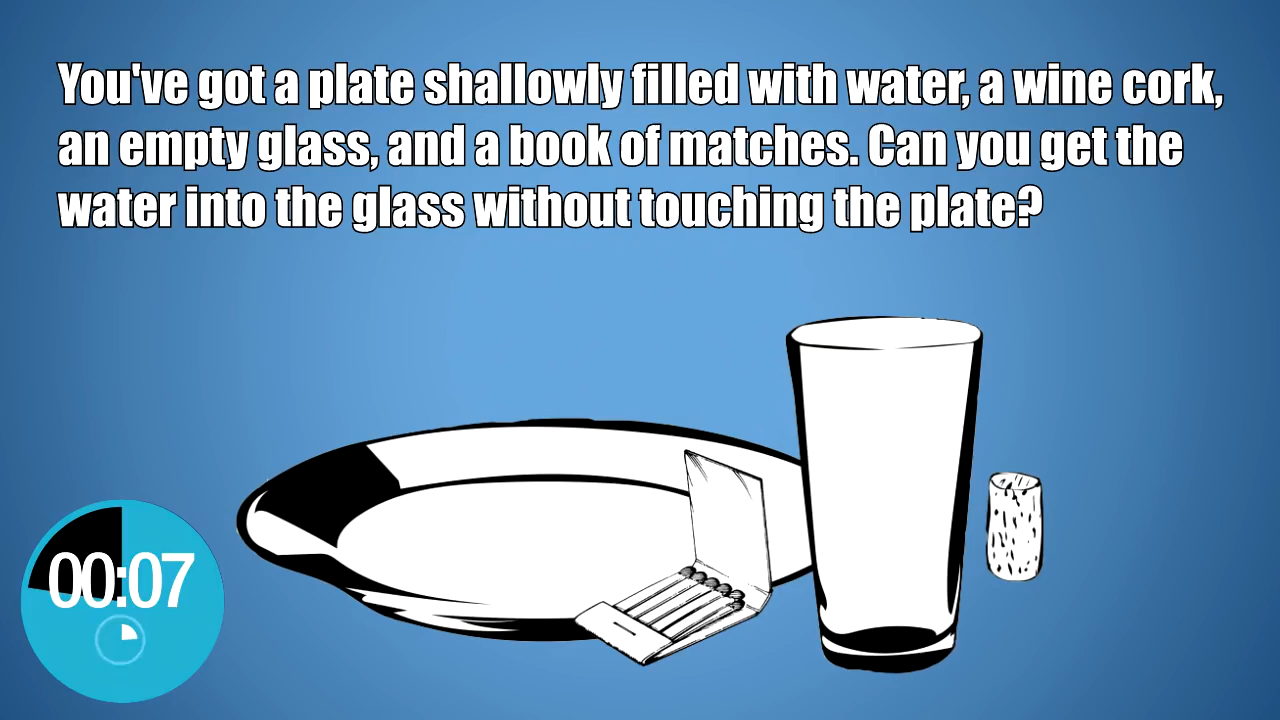 You've got a plate shallowly filled with water, a wine cork,
an empty glass, and a book of matches. Can you get the
water into the glass without touching the plate?
00:07